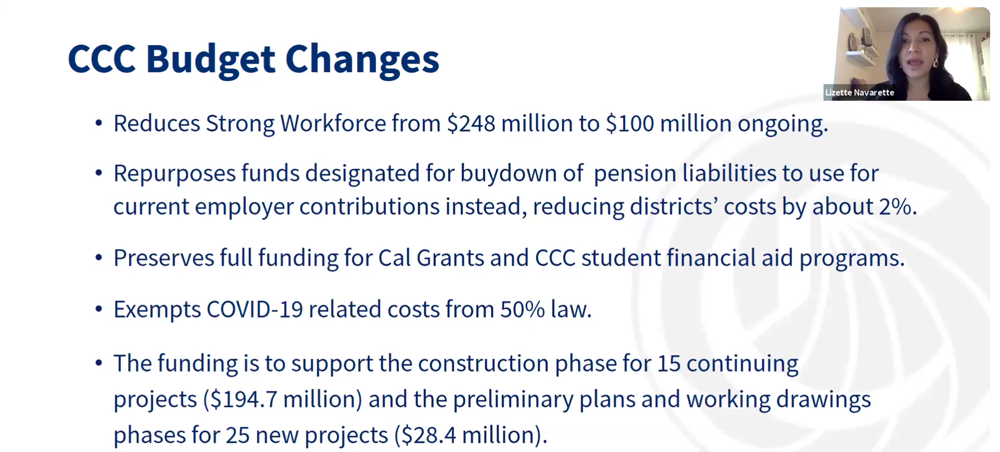 CCC Budget Changes
Lizette Navarette
• Reduces Strong Workforce from $248 million to $100 million ongoing.
• Repurposes funds designated for buydown of  pension liabilities to use for
current employer contributions instead, reducing districts’ costs by about 2%.
• Preserves full funding for Cal Grants and CCC student financial aid programs.
• Exempts COVID-19 related costs from 50% law.
• The funding is to support the construction phase for 15 continuing
projects ($194.7 million) and the preliminary plans and working drawings
phases for 25 new projects ($28.4 million).